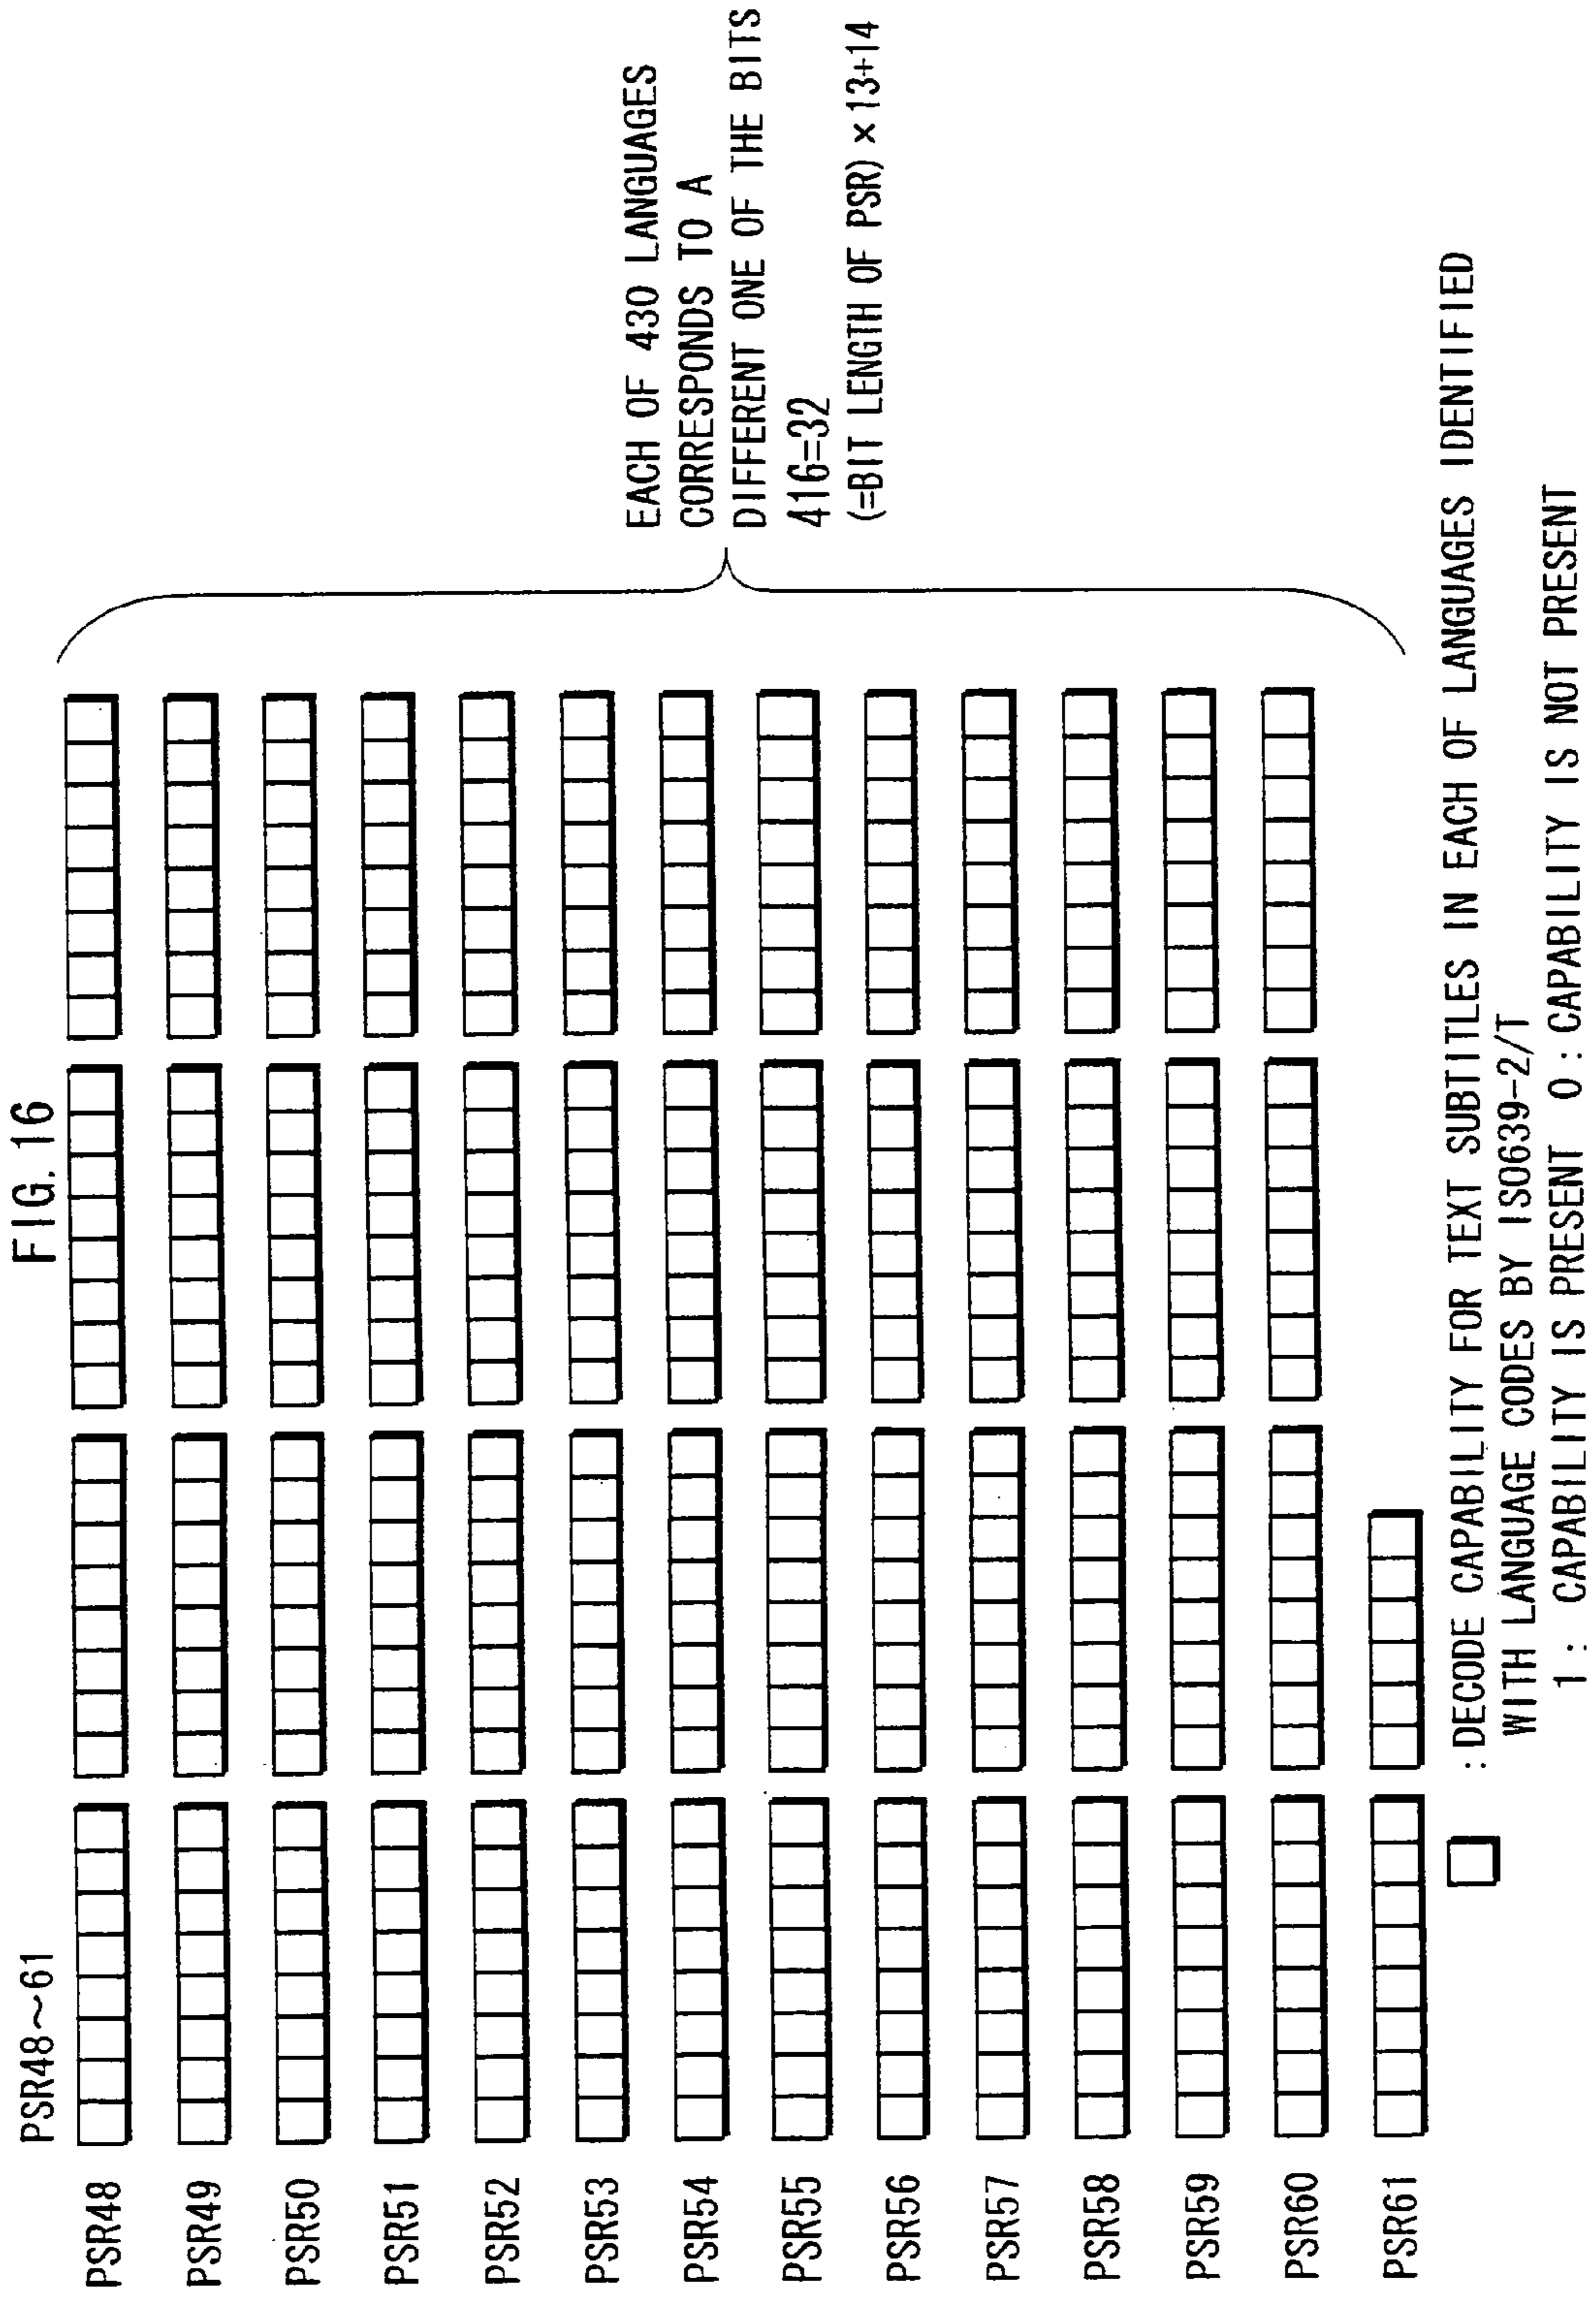 FIG. 16
PSR48~61
PSR48
PSR49
PSR50
PSR51
PSR52
PSR53
PSR54
PSR55
PSR56
PSR57
PSR58
PSR59
PSR60
PSR61
EACH OF 430 LANGUAGES
CORRESPONDS TO A
DIFFERENT ONE OF THE BITS
416=32
(=BIT LENGTH OF PSR)×13+14
:DECODE CAPABILITY FOR TEXT SUBTITLES IN EACH OF LANGUAGES IDENTIFIED
WITH LANGUAGE CODES BY ISO639-2/T
1: CAPABILITY IS PRESENT 0: CAPABILITY IS NOT PRESENT